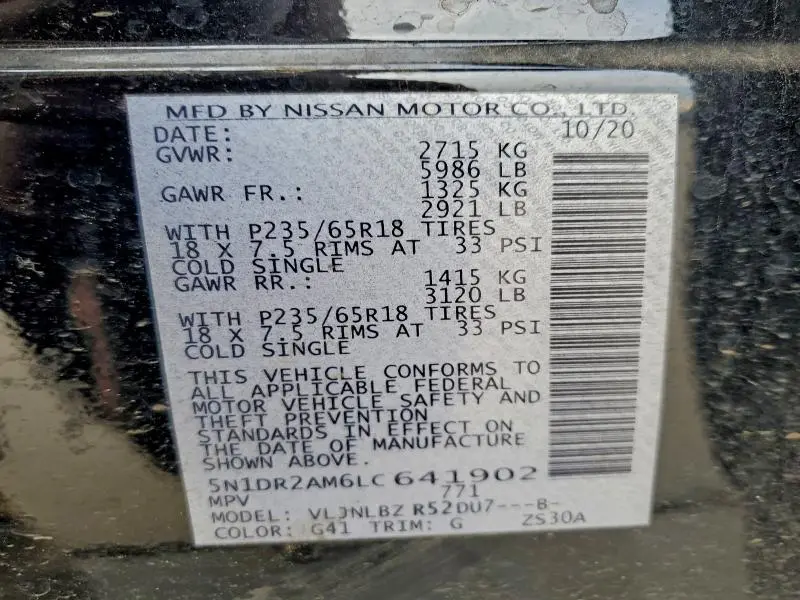 MFD BY NISSAN MOTOR CO., LTD.
DATE: 10/20
GVWR: 2715 KG
5986 LB
GAWR FR.: 1325 KG
2921 LB
WITH P235/65R18 TIRES
18 X 7.5 RIMS AT 33 PSI
COLD SINGLE
GAWR RR.: 1415 KG
3120 LB
WITH P235/65R18 TIRES
18 X 7.5 RIMS AT 33 PSI
COLD SINGLE
THIS VEHICLE CONFORMS TO
ALL APPLICABLE FEDERAL
MOTOR VEHICLE SAFETY AND
THEFT PREVENTION
STANDARDS IN EFFECT ON
THE DATE OF MANUFACTURE
SHOWN ABOVE.
5N1DR2AM6LC641902
MPV 771
MODEL: VLJNLBZ R52DU7---B-
COLOR: G41 TRIM: G ZS30A